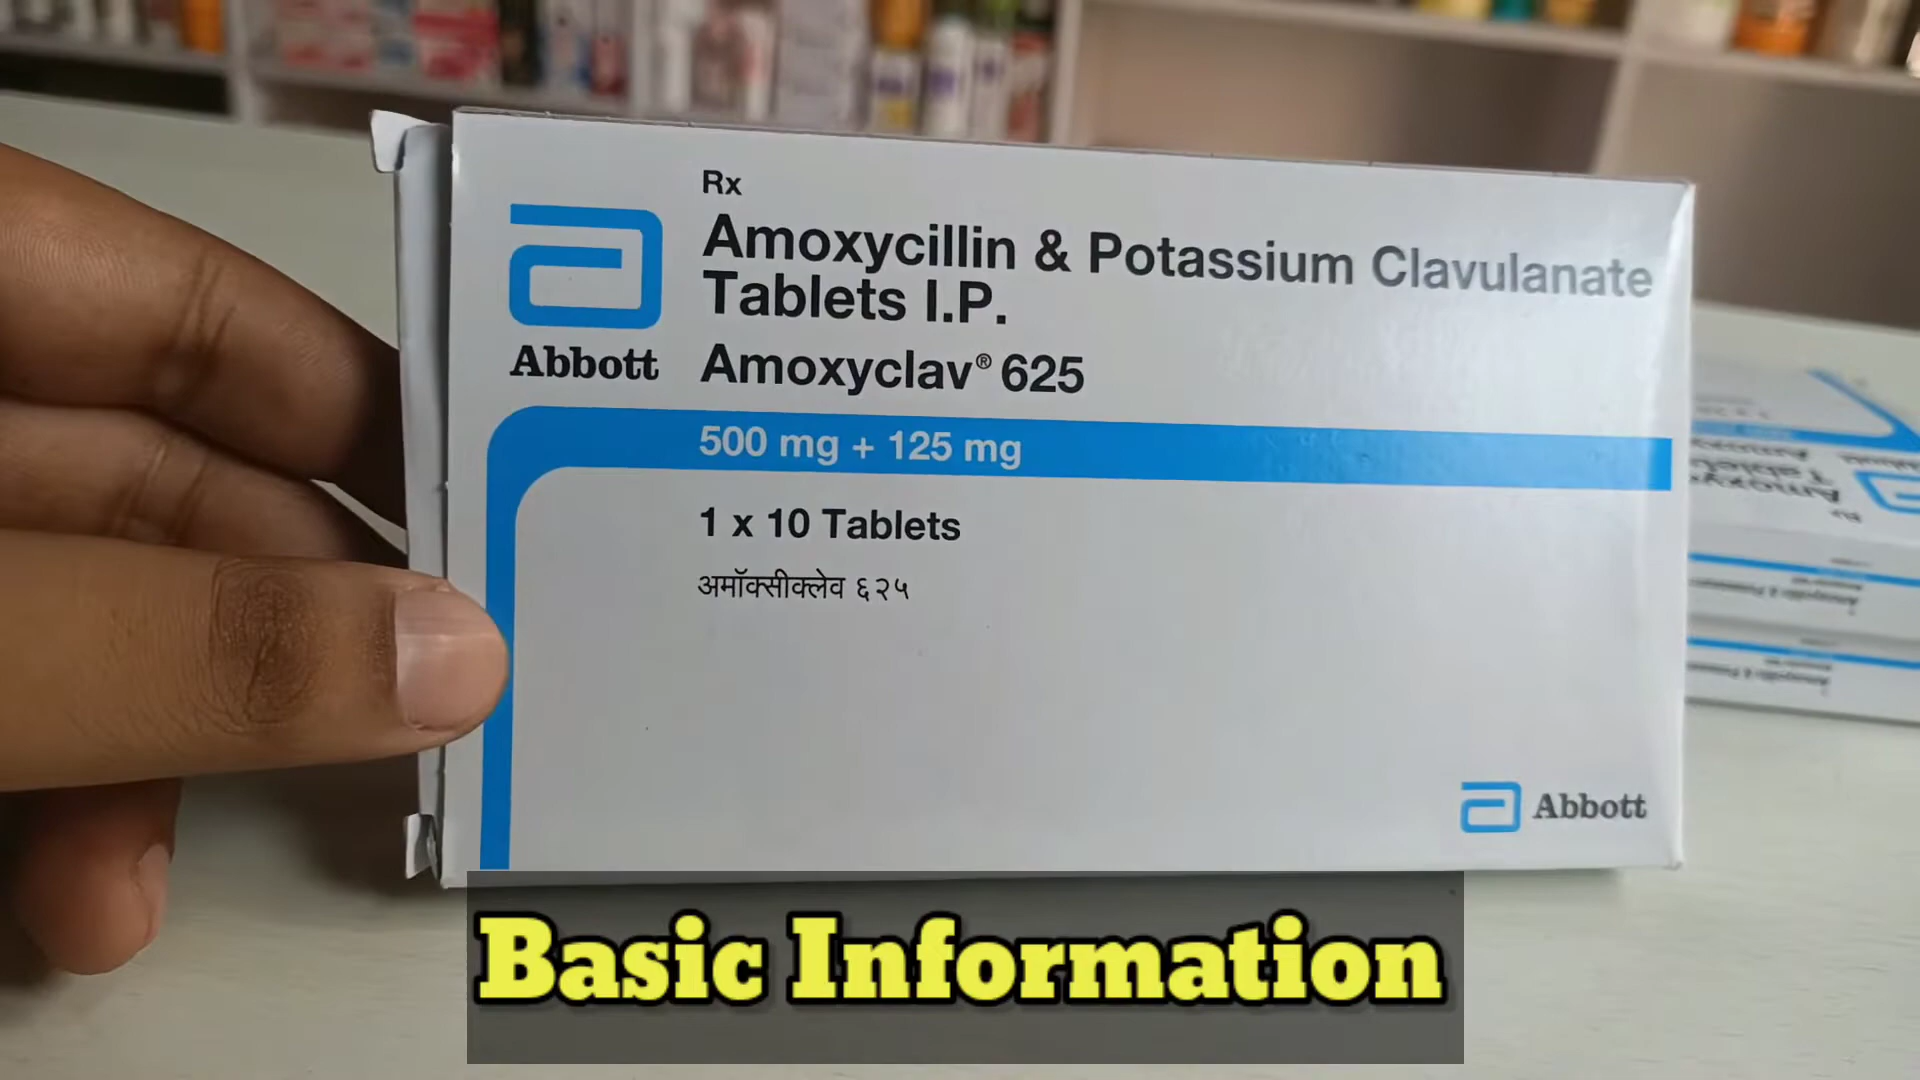 Rx
Amoxycillin & Potassium Clavulanate
Tablets I.P.
Abbott
Amoxyclav® 625
500 mg + 125 mg
1 x 10 Tablets
अमॉक्सीक्लेव ६२५
Abbott
Basic Information